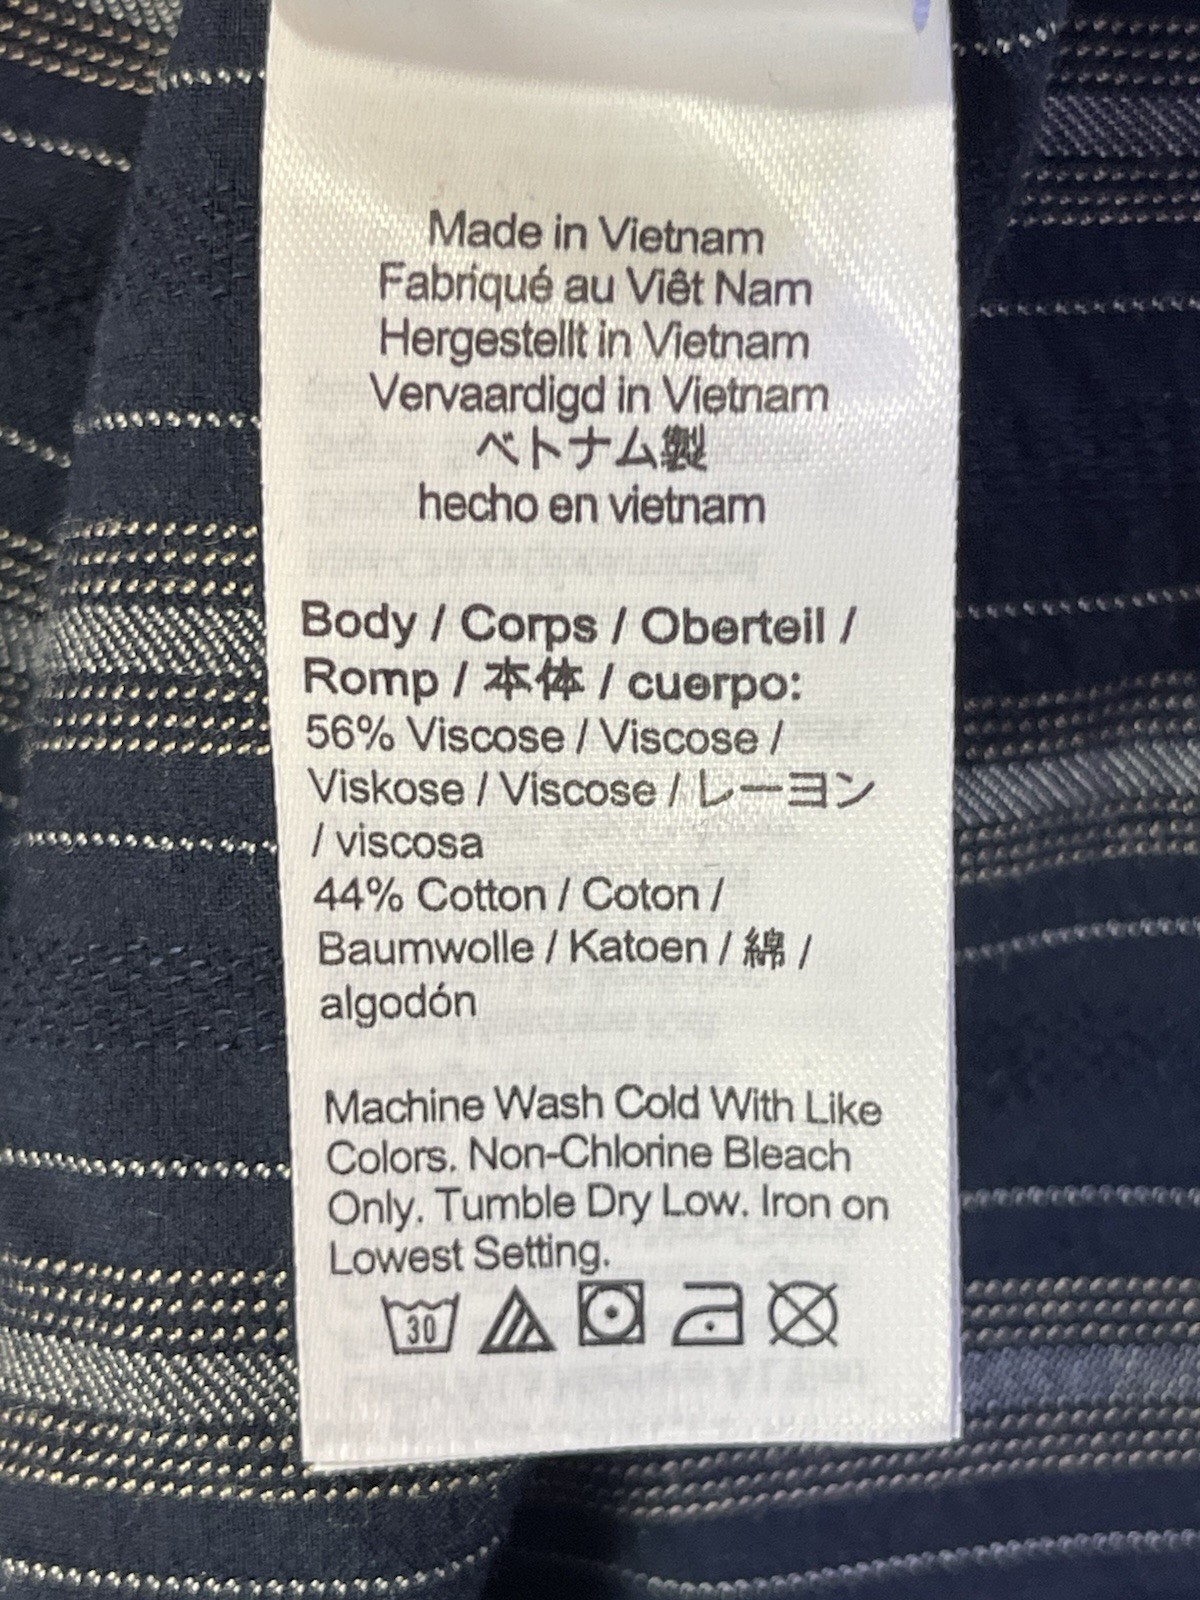 Made in Vietnam
Fabriqué au Viêt Nam
Hergestellt in Vietnam
Vervaardigd in Vietnam
ベトナム製
hecho en vietnam
Body / Corps / Oberteil /
Romp / 本体 / cuerpo:
56% Viscose / Viscose /
Viskose / Viscose / レーヨン
/ viscosa
44% Cotton / Coton /
Baumwolle / Katoen / 綿 /
algodón
Machine Wash Cold With Like
Colors. Non-Chlorine Bleach
Only. Tumble Dry Low. Iron on
Lowest Setting.
30